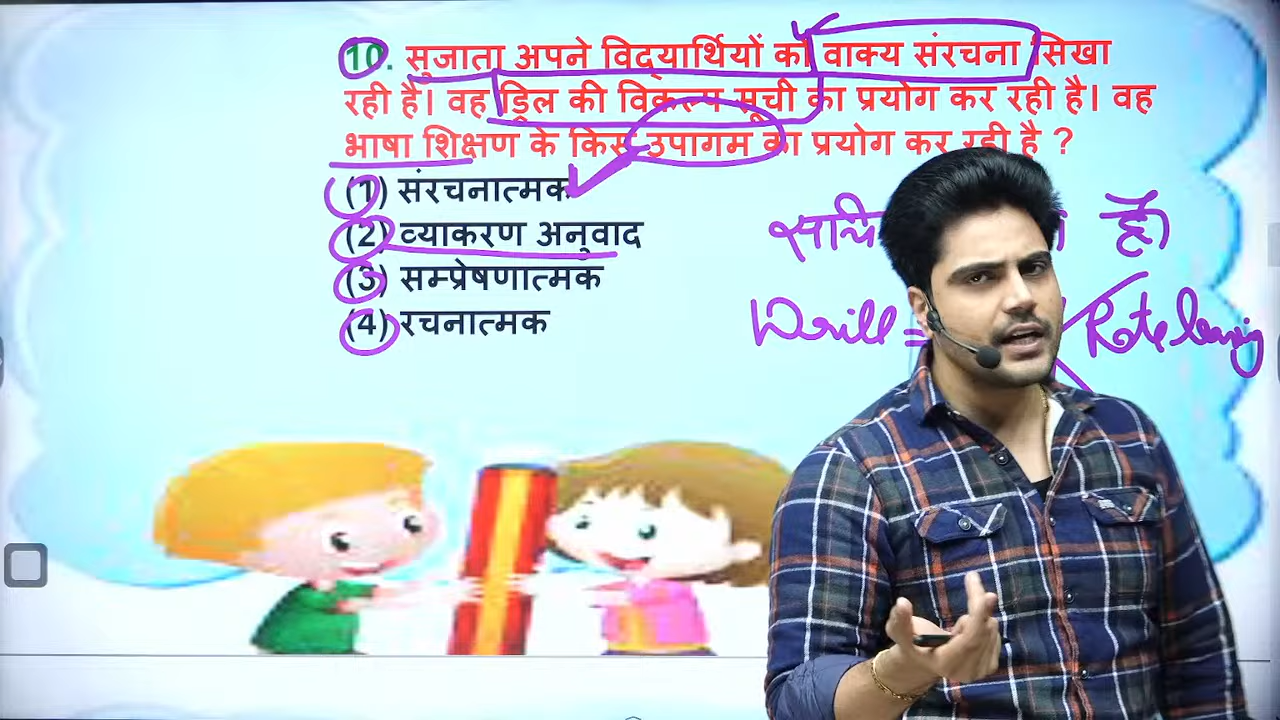 10. सुजाता अपने विद्यार्थियों को वाक्य संरचना सिखा
रही है। वह ड्रिल की विकल्प सूची का प्रयोग कर रही है। वह
भाषा शिक्षण के किस उपागम का प्रयोग कर रही है ?
(1) संरचनात्मक
(2) व्याकरण अनुवाद
(3) सम्प्रेषणात्मक
(4) रचनात्मक
है।
Drill =
Rote